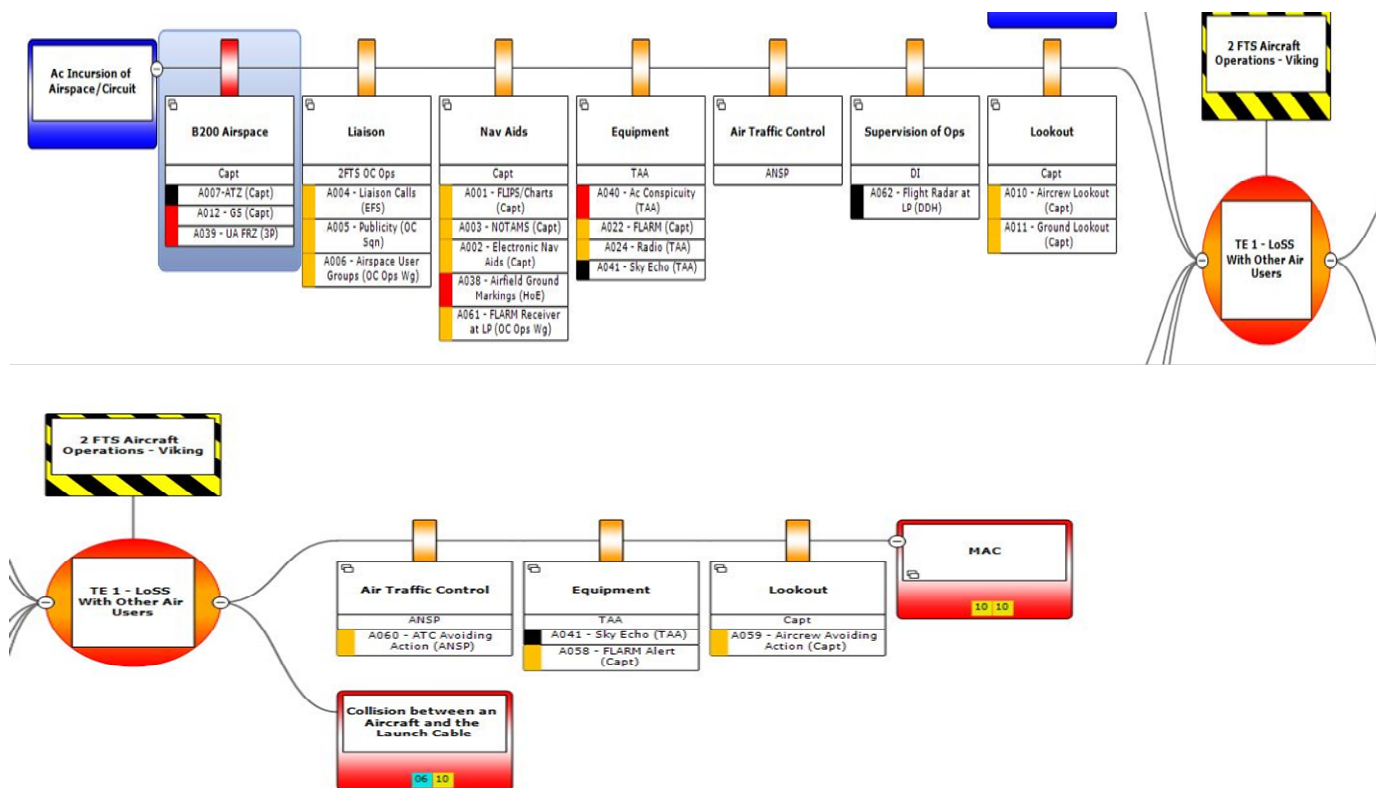 2 FTS Aircraft
Operations - Viking
Ac Incursion of
Airspace/Circuit
B200 Airspace
Capt
A007-ATZ (Capt)
A012 - GS (Capt)
A039 - UA FRZ (3P)
Liaison
2FTS OC Ops
A004 - Liaison Calls
(EFS)
A005 - Publicity (OC
Sqn)
A006 - Airspace User
Groups (OC Ops Wg)
Nav Aids
Capt
A001 - FLIPS/Charts
(Capt)
A003 - NOTAMS (Capt)
A002 - Electronic Nav
Aids (Capt)
A038 - Airfield Ground
Markings (HoE)
A061 - FLARM Receiver
at LP (OC Ops Wg)
Equipment
TAA
A040 - Ac Conspicuity
(TAA)
A022 - FLARM (Capt)
A024 - Radio (TAA)
A041 - Sky Echo (TAA)
Air Traffic Control
ANSP
Supervision of Ops
DI
A062 - Flight Radar at
LP (DDH)
Lookout
Capt
A010 - Aircrew Lookout
(Capt)
A011 - Ground Lookout
(Capt)
TE 1 - LoSS
With Other Air
Users
2 FTS Aircraft
Operations - Viking
TE 1 - LoSS
With Other Air
Users
Air Traffic Control
ANSP
A060 - ATC Avoiding
Action (ANSP)
Equipment
TAA
A041 - Sky Echo (TAA)
A058 - FLARM Alert
(Capt)
Lookout
Capt
A059 - Aircrew Avoiding
Action (Capt)
MAC
10 10
Collision between an
Aircraft and the
Launch Cable
06 10